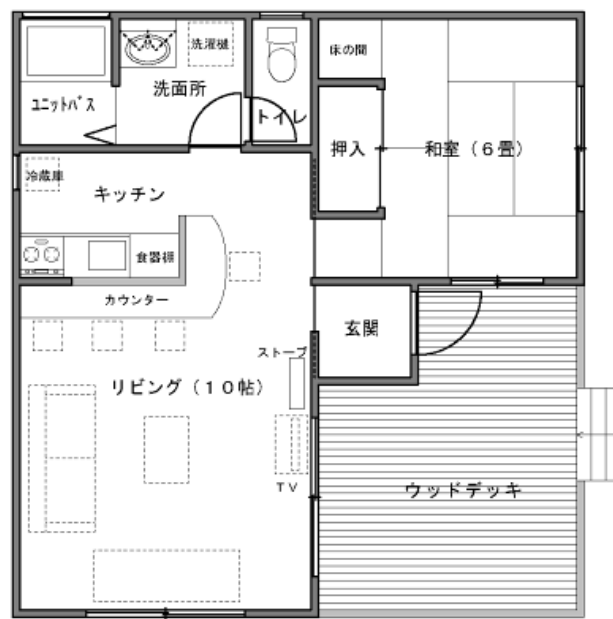 洗濯機
床の間
洗面所
ユニットバス
トイレ
押入
和室（６畳）
冷蔵庫
キッチン
食器棚
カウンター
玄関
ストーブ
リビング（１０帖）
ＴＶ
ウッドデッキ